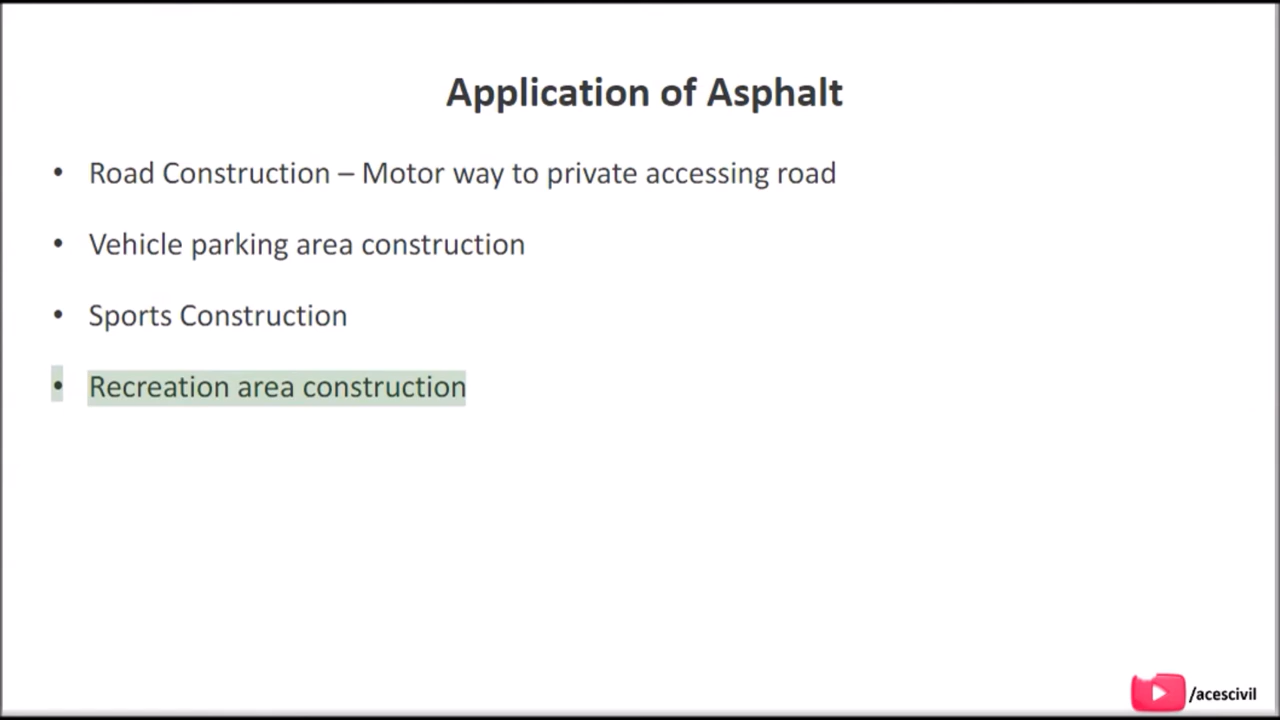 Application of Asphalt
• Road Construction – Motor way to private accessing road
• Vehicle parking area construction
• Sports Construction
• Recreation area construction
/acescivil